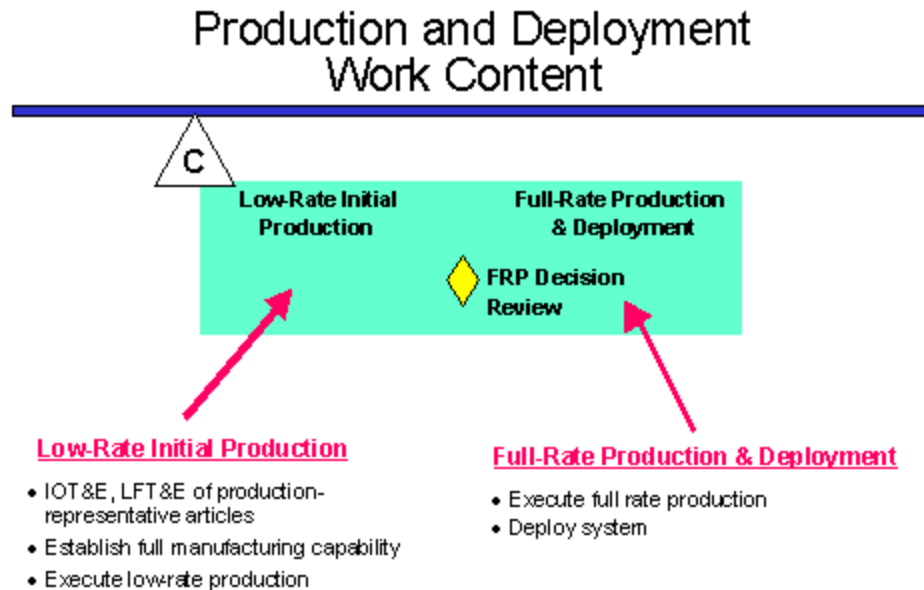 Production and Deployment
Work Content
C
Low-Rate Initial
Production
Full-Rate Production
& Deployment
FRP Decision
Review
Low-Rate Initial Production
• IOT&E, LFT&E of production-
representative articles
• Establish full manufacturing capability
• Execute low-rate production
Full-Rate Production & Deployment
• Execute full rate production
• Deploy system